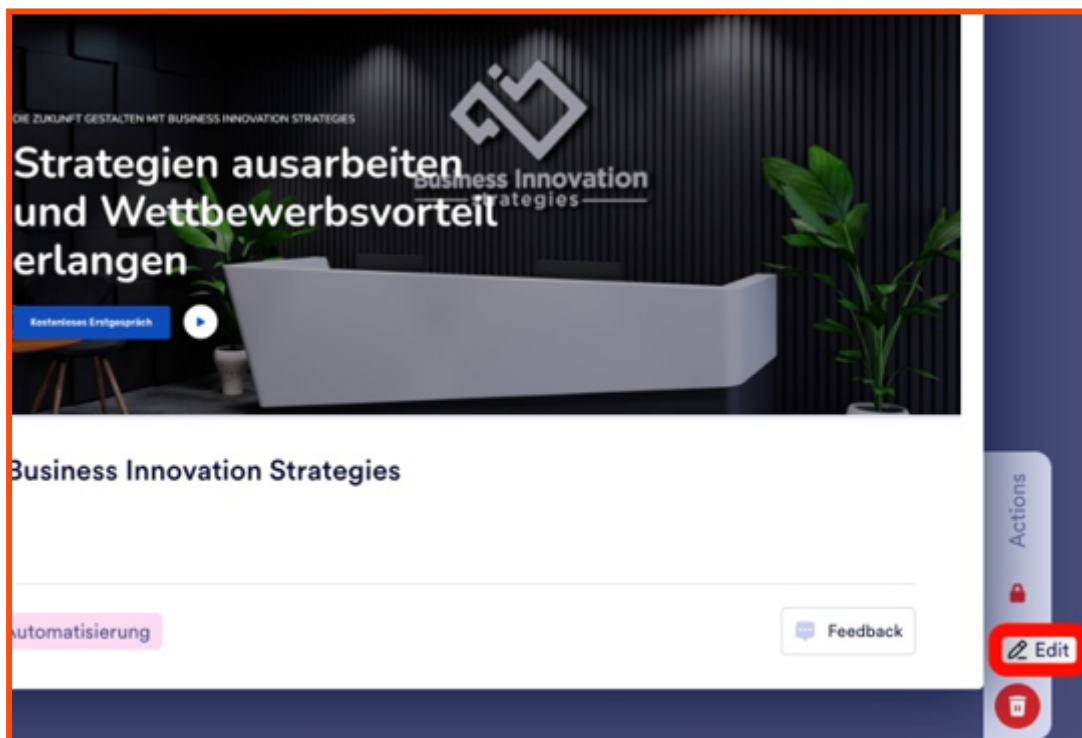 DIE ZUKUNFT GESTALTEN MIT BUSINESS INNOVATION STRATEGIES
Strategien ausarbeiten
und Wettbewerbsvorteil
erlangen
Business Innovation
strategies
Kostenloses Erstgespräch
Business Innovation Strategies
Automatisierung
Feedback
Actions
Edit